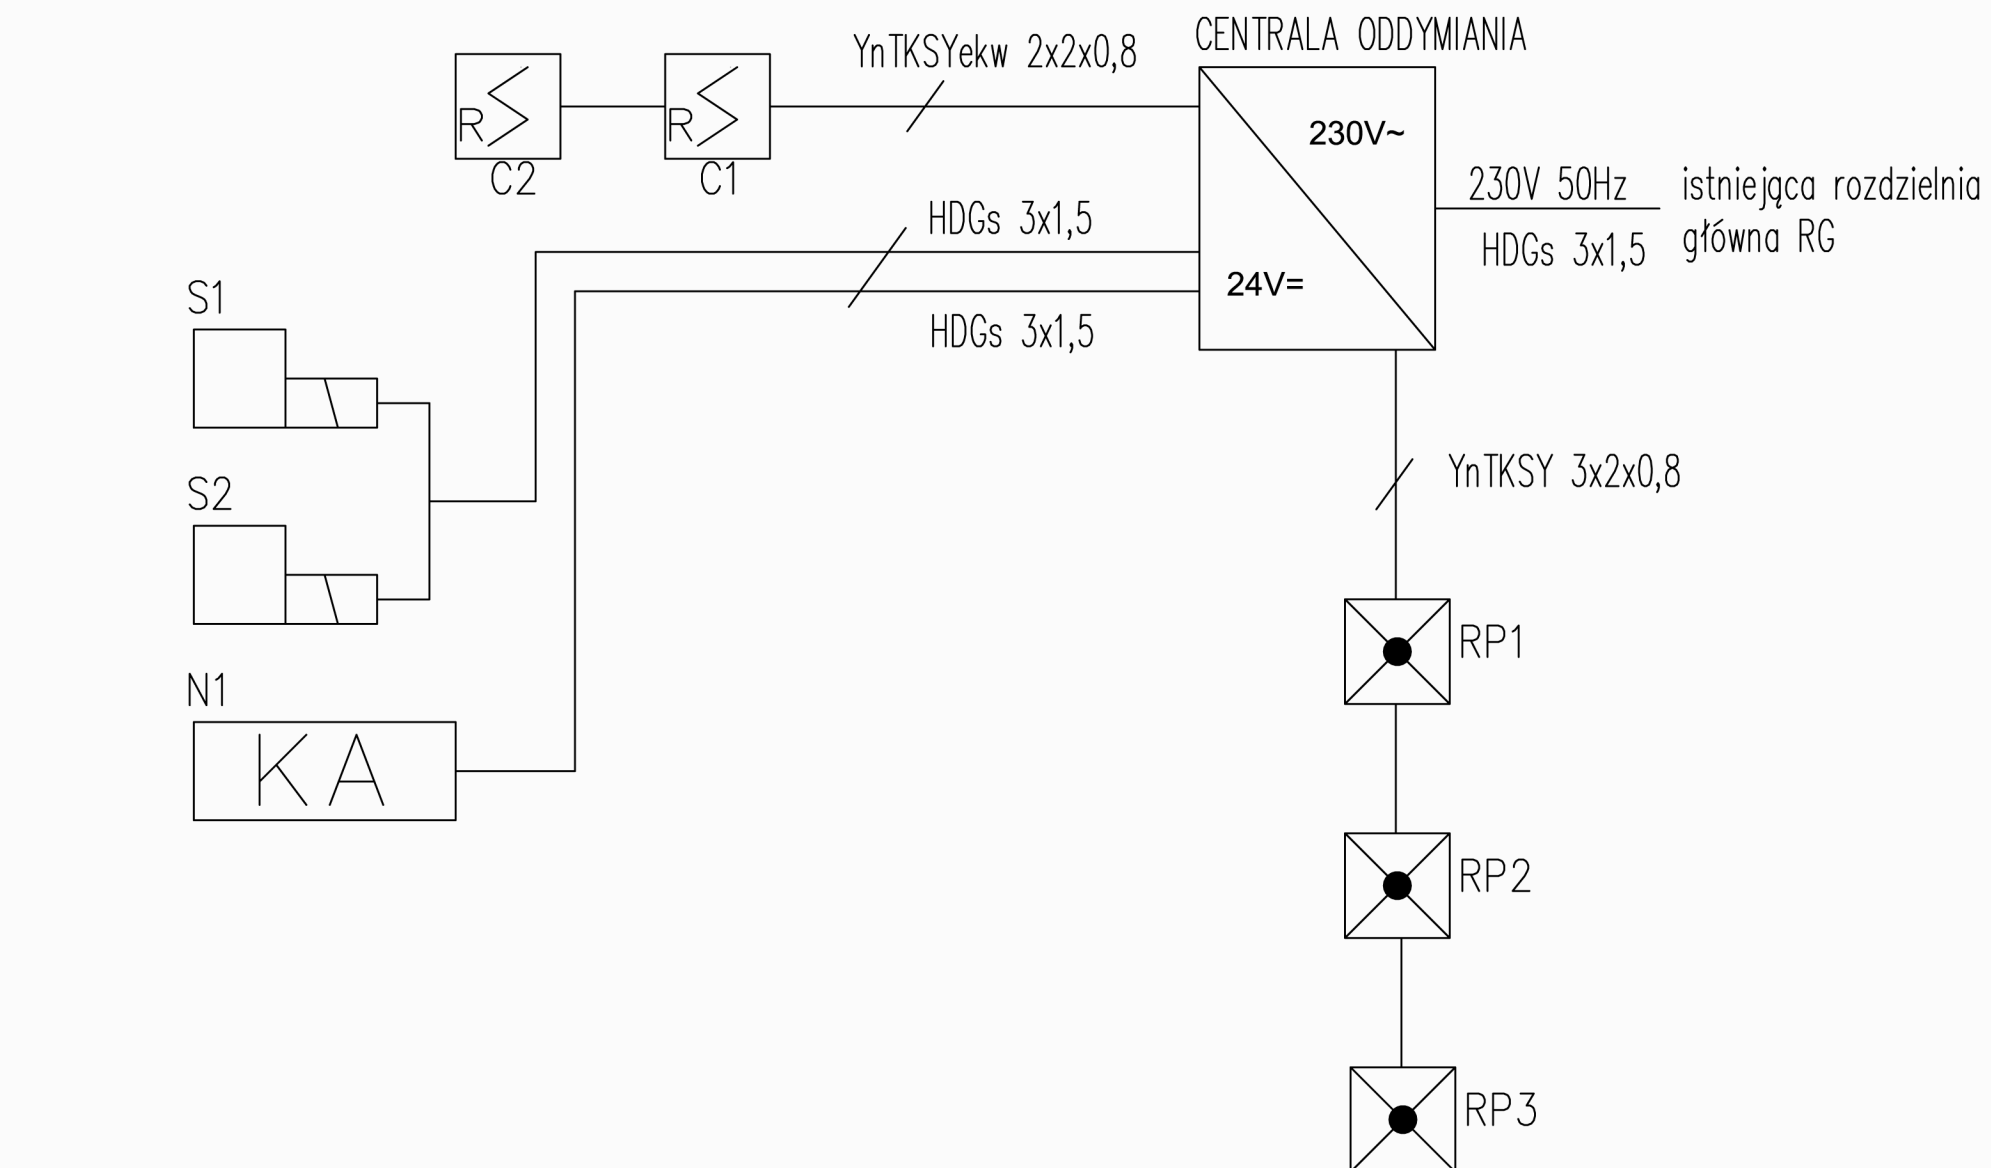 CENTRALA ODDYMIANIA
YnTKSYekw 2x2x0,8
R
C2
R
C1
230V~
24V=
230V 50Hz
HDGs 3x1,5
istniejąca rozdzielnia
główna RG
HDGs 3x1,5
HDGs 3x1,5
S1
S2
N1
KA
YnTKSY 3x2x0,8
RP1
RP2
RP3